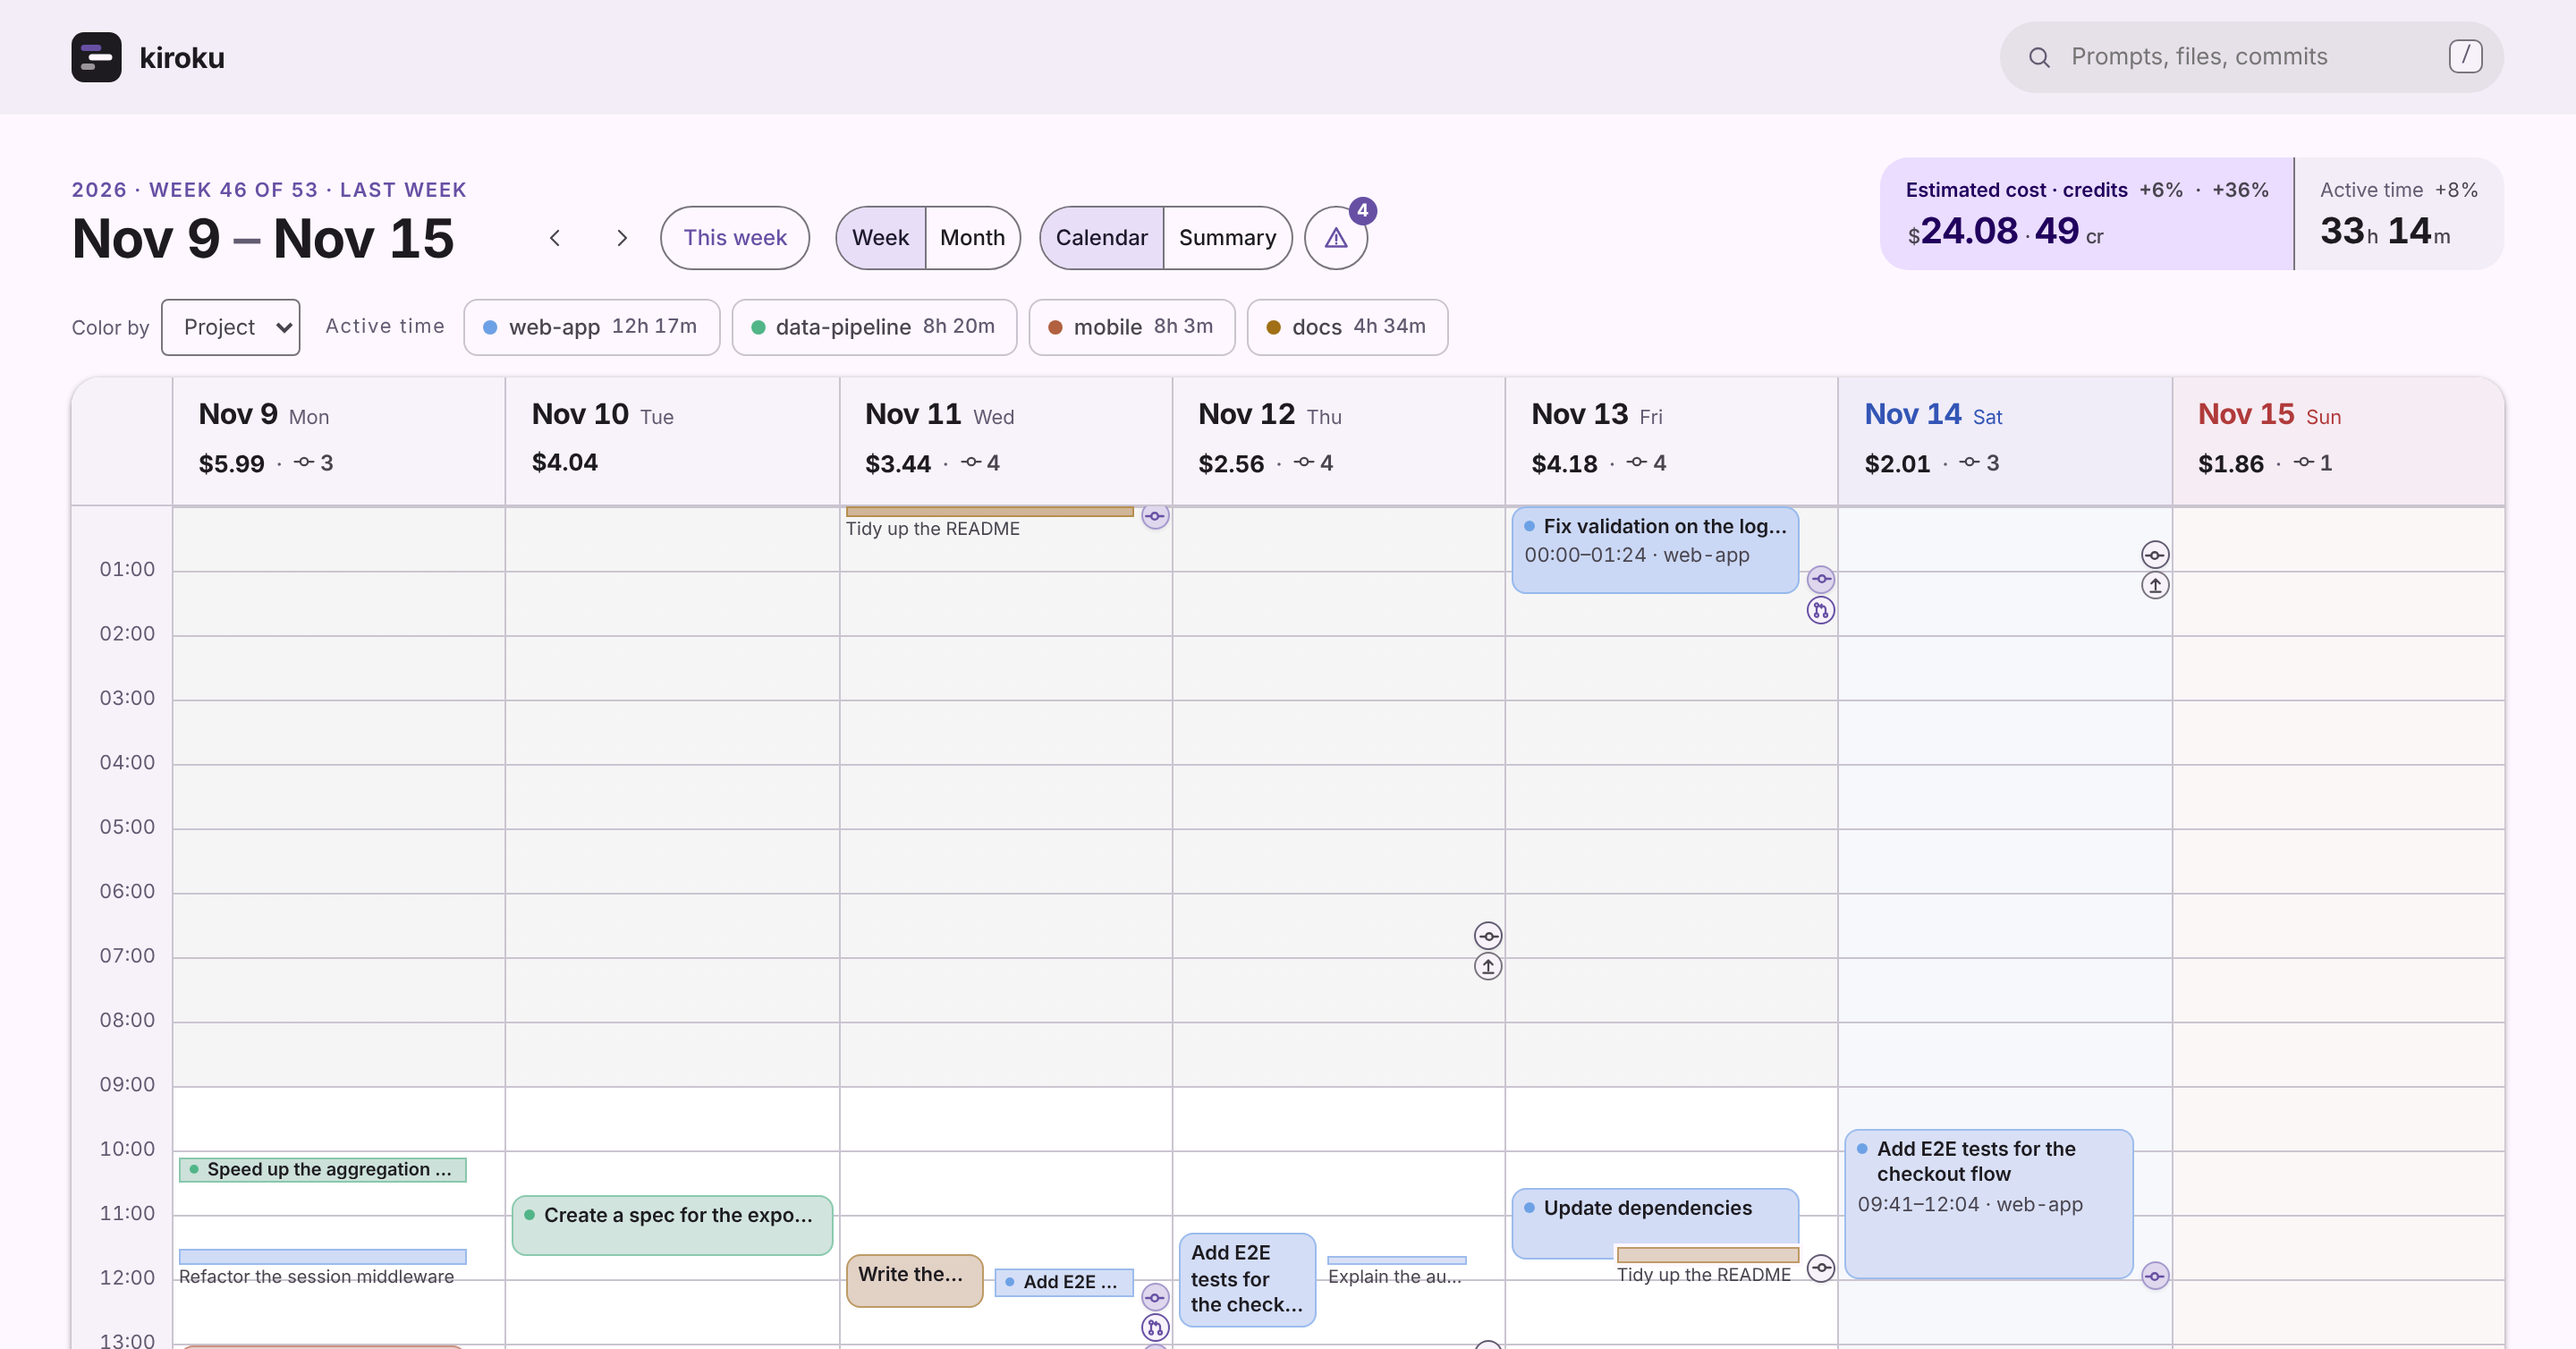 kiroku
Prompts, files, commits /
2026 · WEEK 46 OF 53 · LAST WEEK
Nov 9 – Nov 15
This week
Week Month
Calendar Summary
4
Estimated cost · credits +6% · +36%
$24.08 · 49 cr
Active time +8%
33h 14m
Color by Project
Active time
web-app 12h 17m
data-pipeline 8h 20m
mobile 8h 3m
docs 4h 34m
Nov 9 Mon
$5.99 · 3
Nov 10 Tue
$4.04
Nov 11 Wed
$3.44 · 4
Nov 12 Thu
$2.56 · 4
Nov 13 Fri
$4.18 · 4
Nov 14 Sat
$2.01 · 3
Nov 15 Sun
$1.86 · 1
Tidy up the README
Fix validation on the log...
00:00–01:24 · web-app
01:00
02:00
03:00
04:00
05:00
06:00
07:00
08:00
09:00
10:00
11:00
12:00
13:00
Speed up the aggregation ...
Refactor the session middleware
Create a spec for the expo...
Write the...
Add E2E ...
Add E2E
tests for
the check...
Explain the au...
Update dependencies
Tidy up the README
Add E2E tests for the
checkout flow
09:41–12:04 · web-app